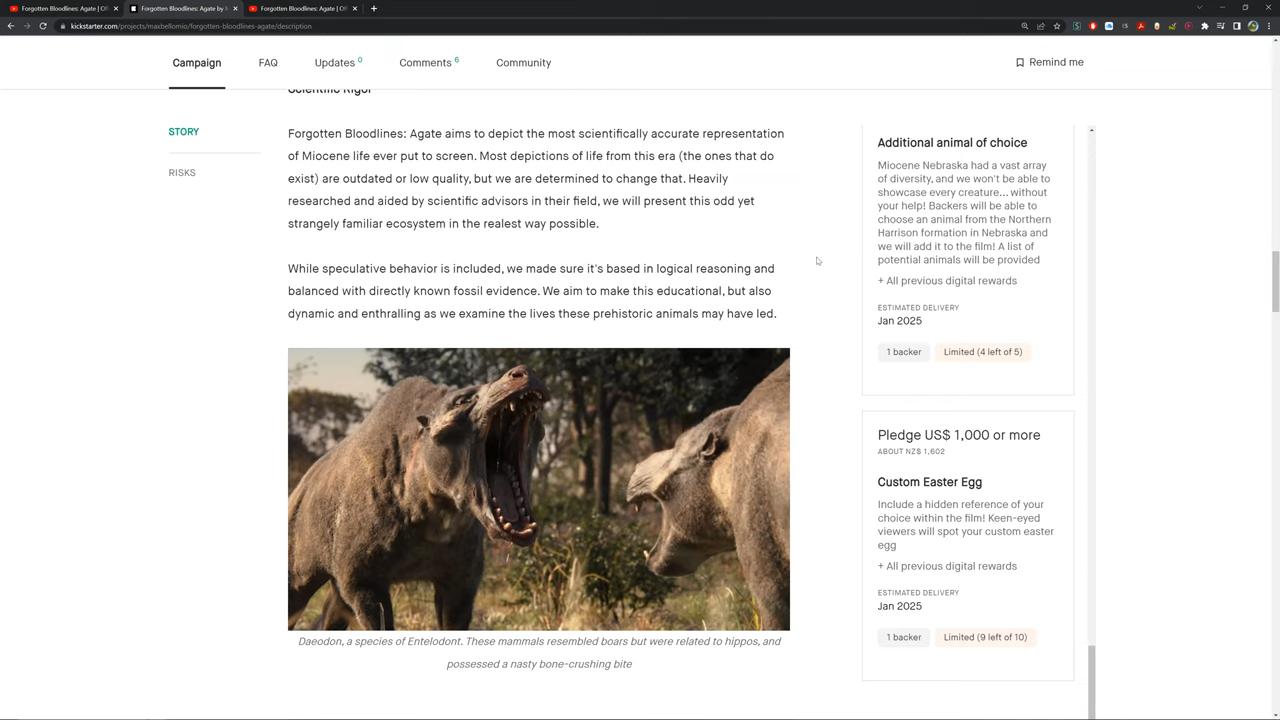 Forgotten Bloodlines: Agate | Of
Forgotten Bloodlines: Agate by M
Forgotten Bloodlines: Agate | Of
kickstarter.com/projects/maxbellomio/forgotten-bloodlines-agate/description
Campaign
FAQ
Updates 0
Comments 6
Community
Remind me
STORY
RISKS
Scientific Rigor
Forgotten Bloodlines: Agate aims to depict the most scientifically accurate representation
of Miocene life ever put to screen. Most depictions of life from this era (the ones that do
exist) are outdated or low quality, but we are determined to change that. Heavily
researched and aided by scientific advisors in their field, we will present this odd yet
strangely familiar ecosystem in the realest way possible.
While speculative behavior is included, we made sure it's based in logical reasoning and
balanced with directly known fossil evidence. We aim to make this educational, but also
dynamic and enthralling as we examine the lives these prehistoric animals may have led.
Daeodon, a species of Entelodont. These mammals resembled boars but were related to hippos, and
possessed a nasty bone-crushing bite
Additional animal of choice
Miocene Nebraska had a vast array
of diversity, and we won't be able to
showcase every creature... without
your help! Backers will be able to
choose an animal from the Northern
Harrison formation in Nebraska and
we will add it to the film! A list of
potential animals will be provided
+ All previous digital rewards
ESTIMATED DELIVERY
Jan 2025
1 backer
Limited (4 left of 5)
Pledge US$ 1,000 or more
ABOUT NZ$ 1,602
Custom Easter Egg
Include a hidden reference of your
choice within the film! Keen-eyed
viewers will spot your custom easter
egg
+ All previous digital rewards
ESTIMATED DELIVERY
Jan 2025
1 backer
Limited (9 left of 10)